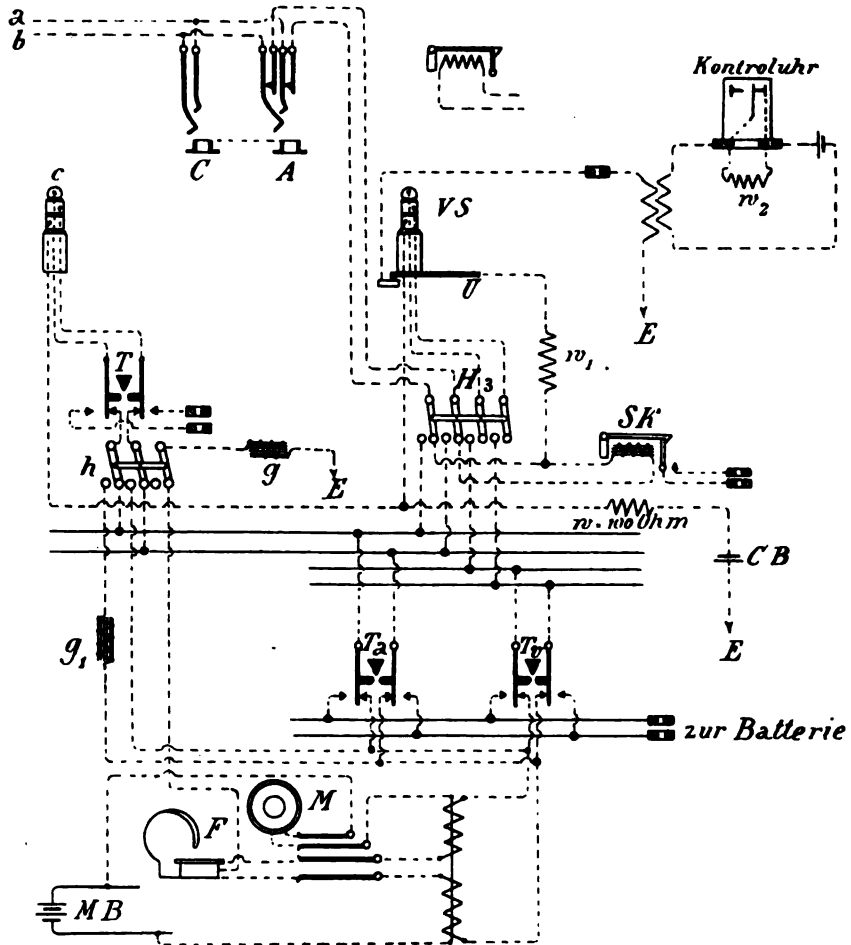 a
b
Kontroluhr
C
A
w₂
c
VS
U
E
w₁
T
H₃
SK
h
g
E
w. 100 Ohm
CB
g₁
Ta
Tv
E
zur Batterie
M
F
MB